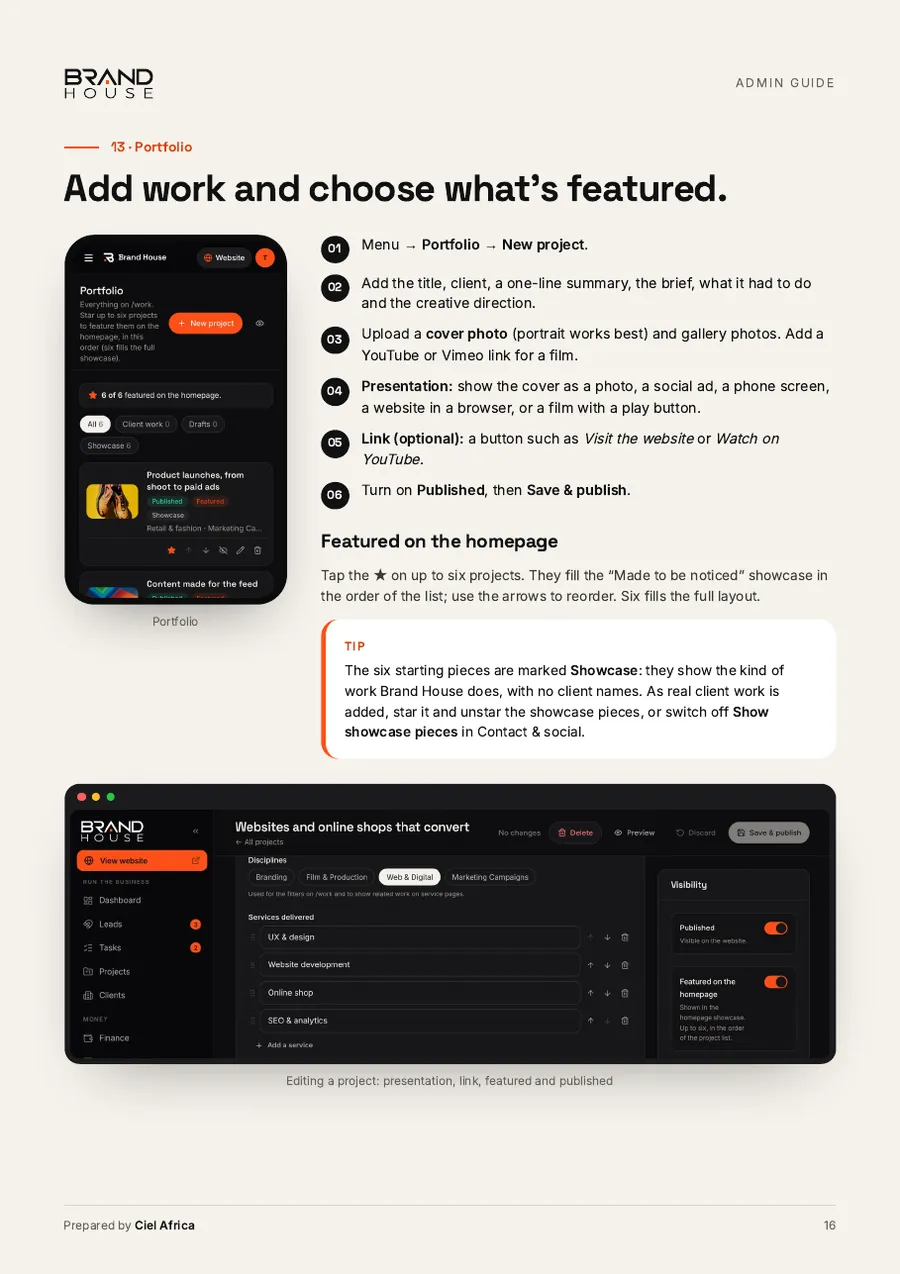 BRAND
HOUSE
ADMIN GUIDE
13 · Portfolio
Add work and choose what’s featured.
Brand House
Website
T
Portfolio
Everything on /work.
Star up to six projects
to feature them on the
homepage, in this
order (six fills the full
showcase).
+ New project
6 of 6 featured on the homepage.
All 6
Client work 0
Drafts 0
Showcase 6
Product launches, from
shoot to paid ads
Published
Featured
Showcase
Retail & fashion · Marketing Ca...
Content made for the feed
Published
Featured
Portfolio
01
Menu → Portfolio → New project.
02
Add the title, client, a one-line summary, the brief, what it had to do
and the creative direction.
03
Upload a cover photo (portrait works best) and gallery photos. Add a
YouTube or Vimeo link for a film.
04
Presentation: show the cover as a photo, a social ad, a phone screen,
a website in a browser, or a film with a play button.
05
Link (optional): a button such as Visit the website or Watch on
YouTube.
06
Turn on Published, then Save & publish.
Featured on the homepage
Tap the ★ on up to six projects. They fill the “Made to be noticed” showcase in
the order of the list; use the arrows to reorder. Six fills the full layout.
TIP
The six starting pieces are marked Showcase: they show the kind of
work Brand House does, with no client names. As real client work is
added, star it and unstar the showcase pieces, or switch off Show
showcase pieces in Contact & social.
BRAND
HOUSE
«
View website
RUN THE BUSINESS
Dashboard
Leads
3
Tasks
2
Projects
Clients
MONEY
Finance
Websites and online shops that convert
← All projects
No changes
Delete
Preview
Discard
Save & publish
Disciplines
Branding
Film & Production
Web & Digital
Marketing Campaigns
Used for the filters on /work and to show related work on service pages.
Services delivered
UX & design
Website development
Online shop
SEO & analytics
+ Add a service
Visibility
Published
Visible on the website.
Featured on the
homepage
Shown in the
homepage showcase.
Up to six, in the order
of the project list.
Editing a project: presentation, link, featured and published
Prepared by Ciel Africa
16